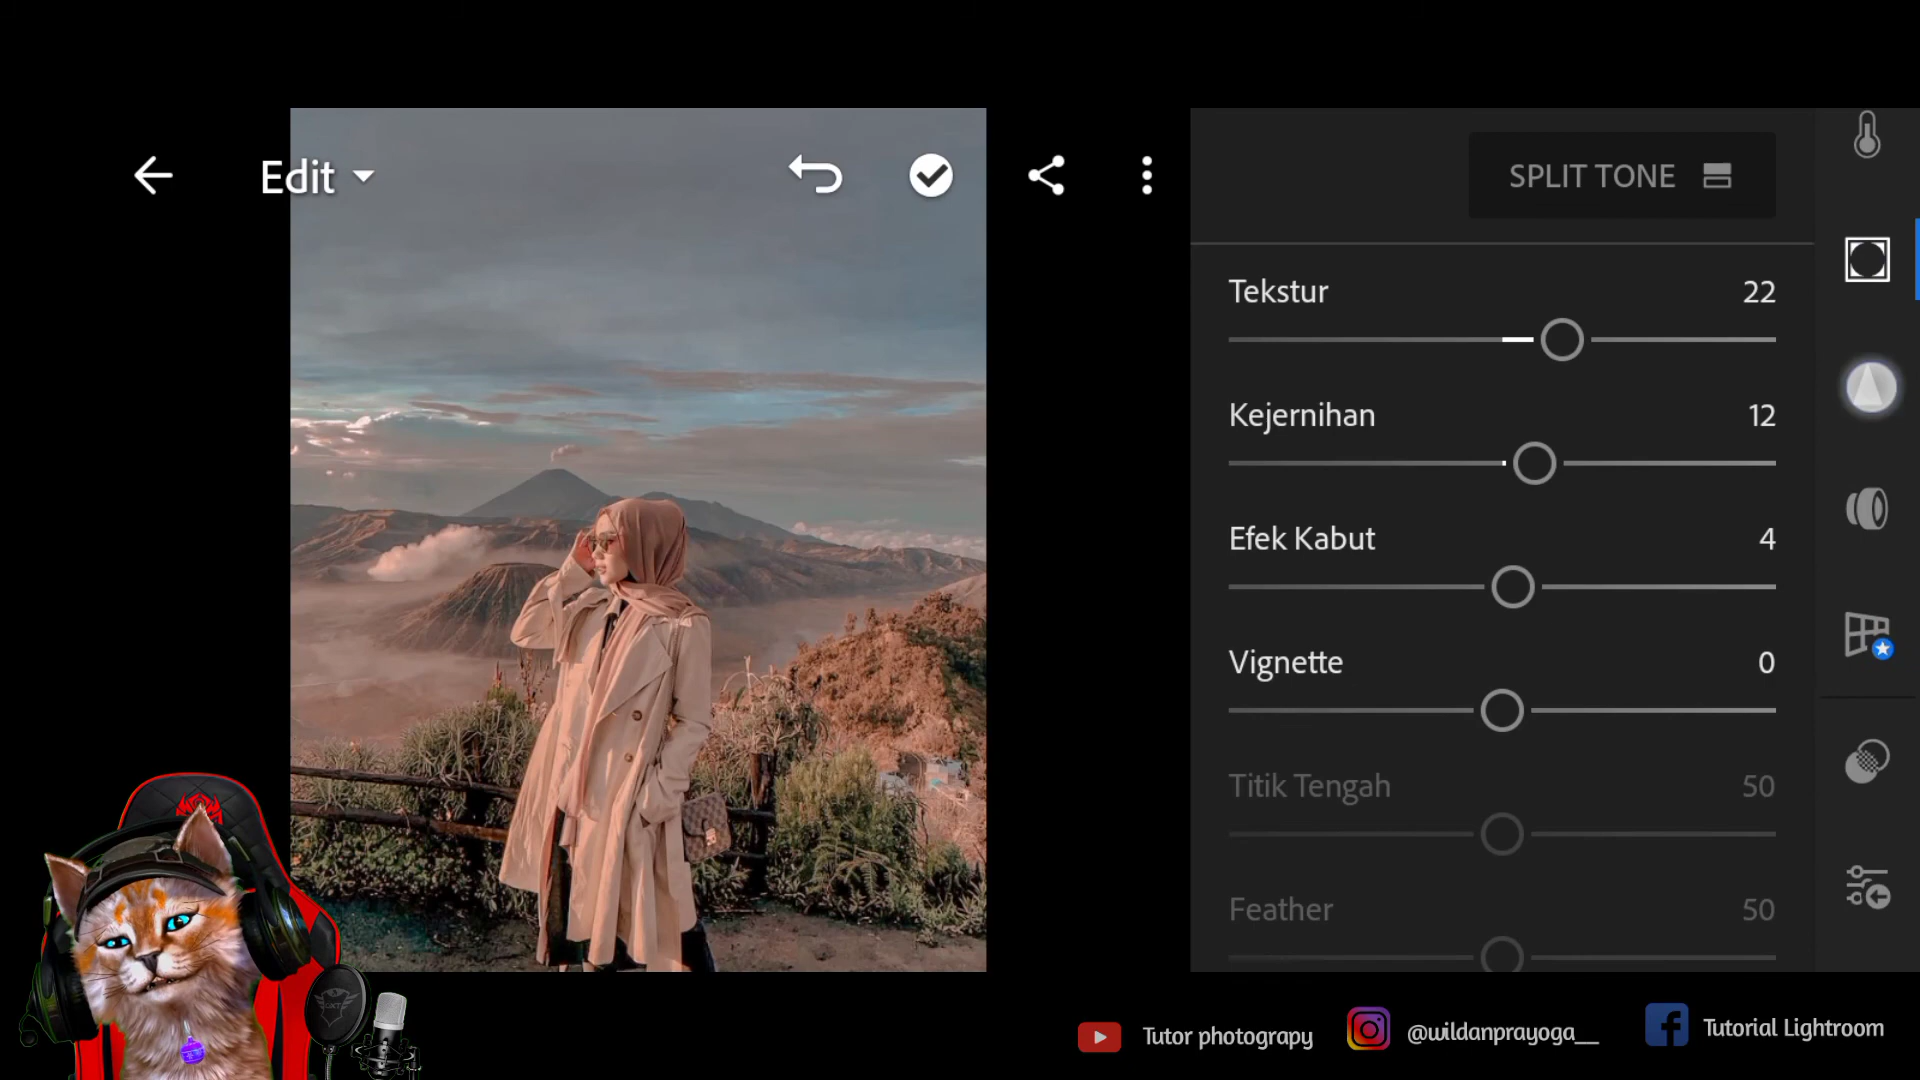 Edit
SPLIT TONE
Tekstur 22
Kejernihan 12
Efek Kabut 4
Vignette 0
Titik Tengah 50
Feather 50
Tutor photograpy
@wildanprayoga__
Tutorial Lightroom